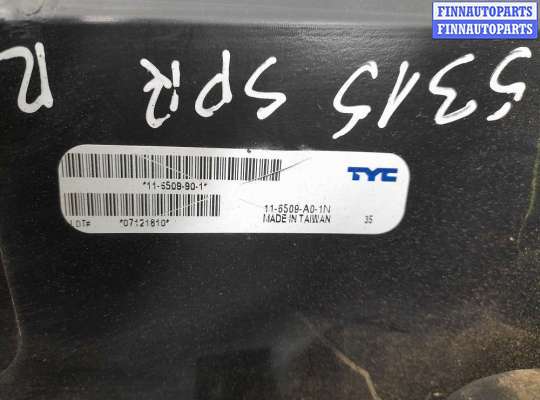 FINNAUTOPARTS
FINNAUTOPARTS
5315 SPR R
TYC
*11-6509-90-1*
11-6509-A0-1N
LOT# *07121610* MADE IN TAIWAN 35